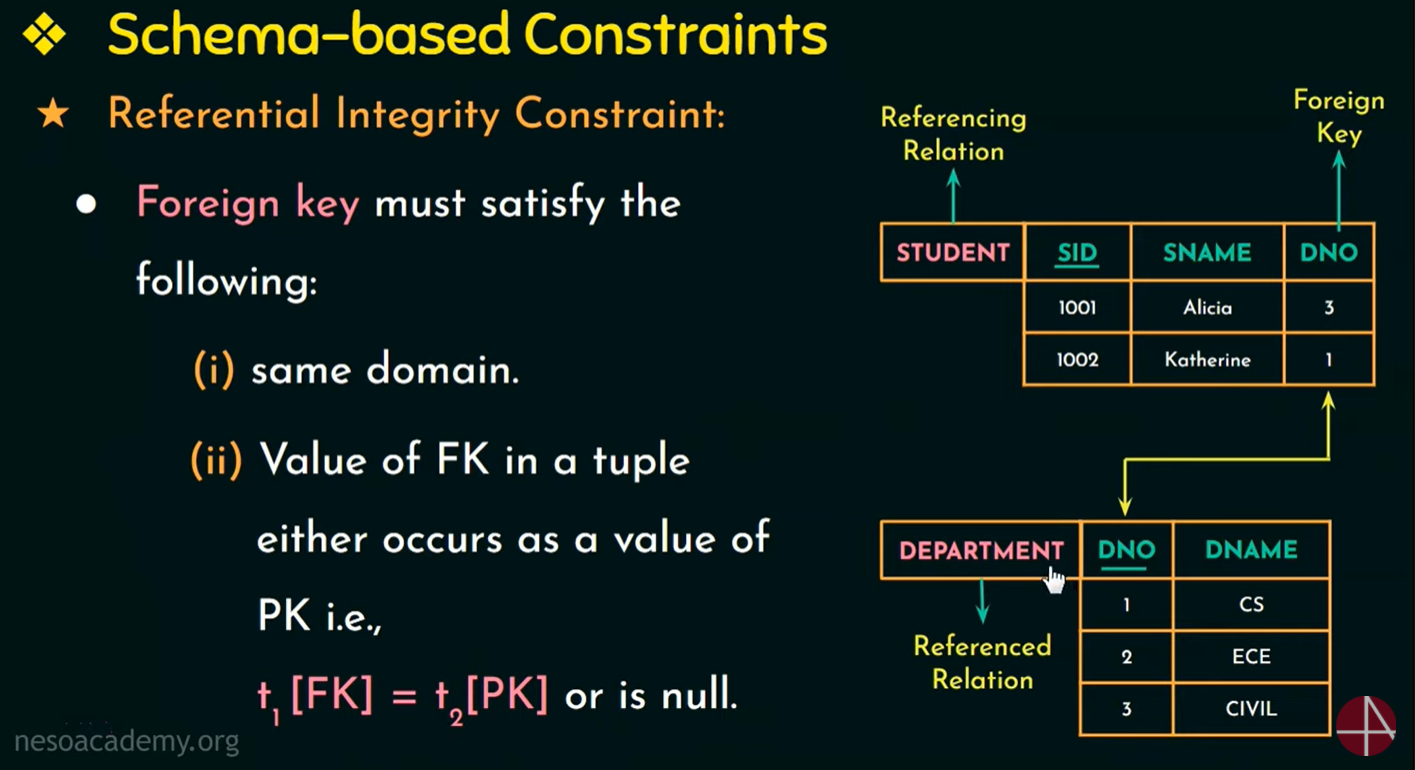 ❖ Schema-based Constraints
★ Referential Integrity Constraint:
● Foreign key must satisfy the
following:
(i) same domain.
(ii) Value of FK in a tuple
either occurs as a value of
PK i.e.,
t₁ [FK] = t₂[PK] or is null.
Referencing
Relation
Foreign
Key
STUDENT SID SNAME DNO
1001 Alicia 3
1002 Katherine 1
DEPARTMENT DNO DNAME
1 CS
2 ECE
3 CIVIL
Referenced
Relation
nesoacademy.org